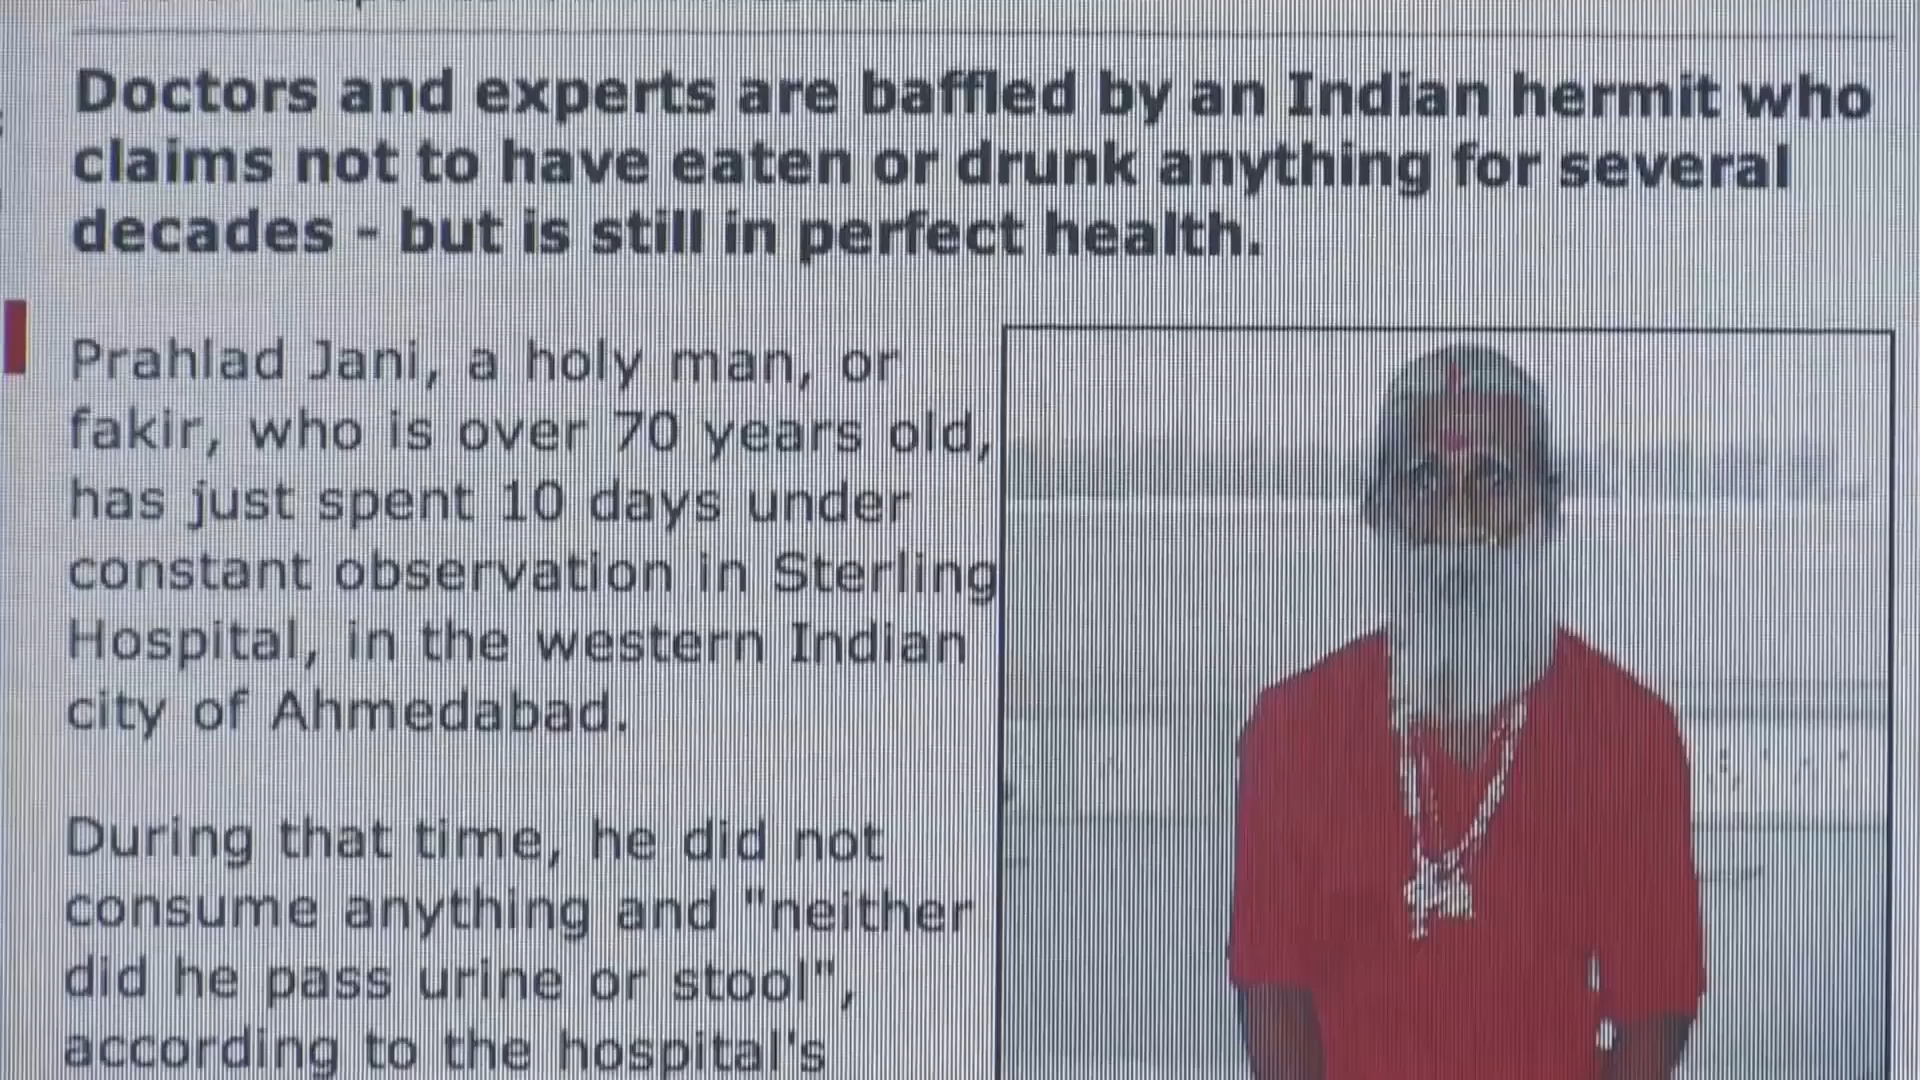 Doctors and experts are baffled by an Indian hermit who
claims not to have eaten or drunk anything for several
decades - but is still in perfect health.
Prahlad Jani, a holy man, or
fakir, who is over 70 years old,
has just spent 10 days under
constant observation in Sterling
Hospital, in the western Indian
city of Ahmedabad.
During that time, he did not
consume anything and "neither
did he pass urine or stool",
according to the hospital's